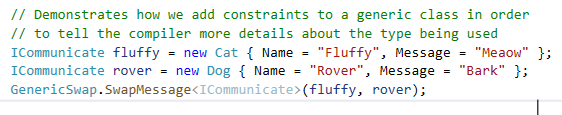 // Demonstrates how we add constraints to a generic class in order
// to tell the compiler more details about the type being used
ICommunicate fluffy = new Cat { Name = "Fluffy", Message = "Meaow" };
ICommunicate rover = new Dog { Name = "Rover", Message = "Bark" };
GenericSwap.SwapMessage<ICommunicate>(fluffy, rover);